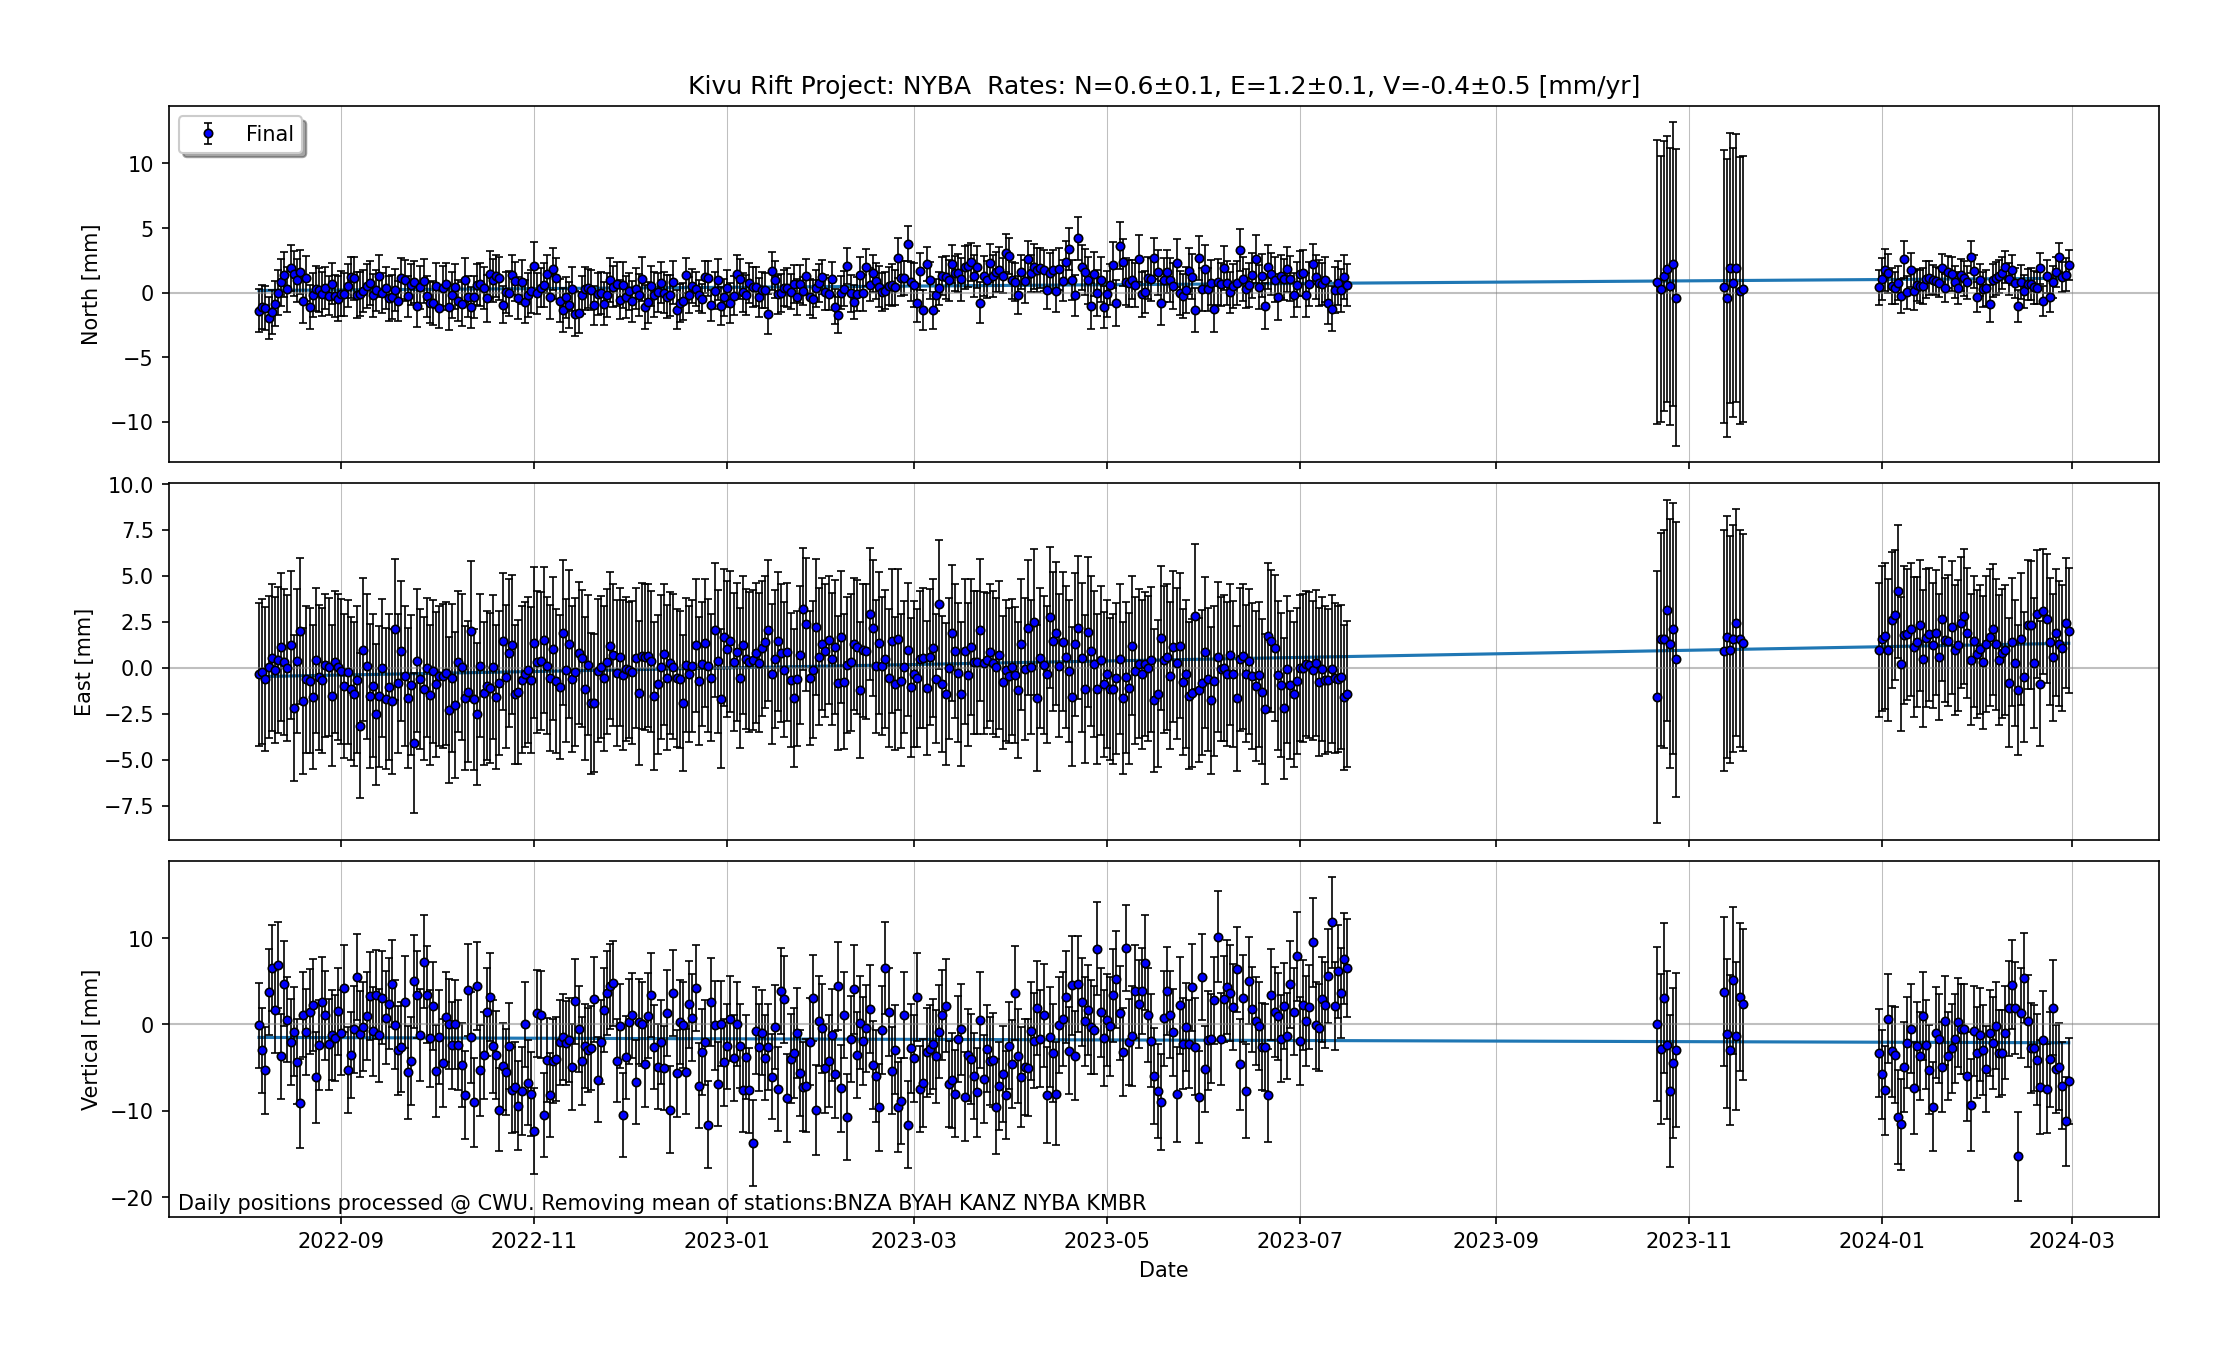 Kivu Rift Project: NYBA  Rates: N=0.6±0.1, E=1.2±0.1, V=-0.4±0.5 [mm/yr]
Final
10
5
0
−5
−10
North [mm]
10.0
7.5
5.0
2.5
0.0
−2.5
−5.0
−7.5
East [mm]
10
0
−10
−20
Vertical [mm]
Daily positions processed @ CWU. Removing mean of stations:BNZA BYAH KANZ NYBA KMBR
2022-09 2022-11 2023-01 2023-03 2023-05 2023-07 2023-09 2023-11 2024-01 2024-03
Date